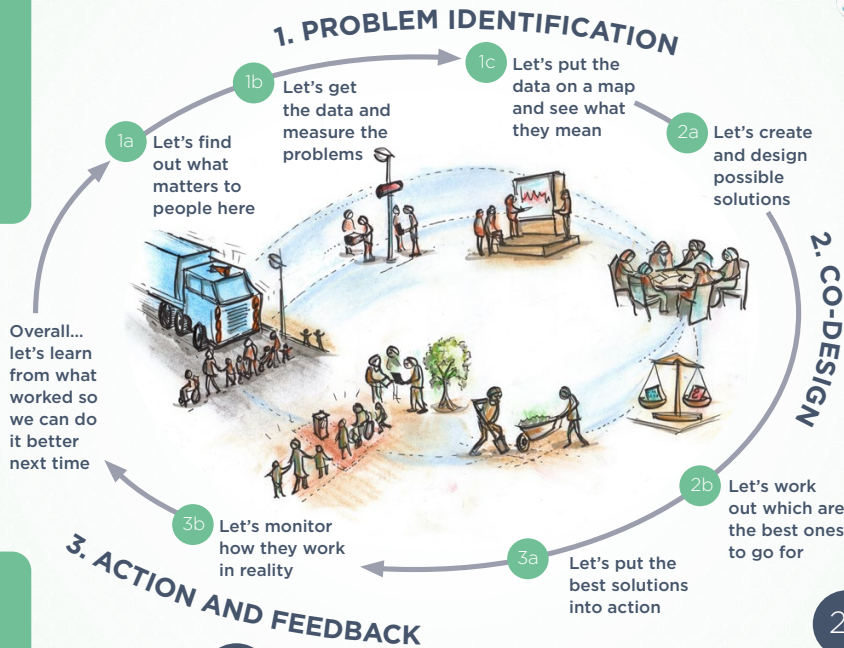 1. PROBLEM IDENTIFICATION
1a
Let’s find
out what
matters to
people here
1b
Let’s get
the data and
measure the
problems
1c
Let’s put the
data on a map
and see what
they mean
2a
Let’s create
and design
possible
solutions
2. CO-DESIGN
2b
Let’s work
out which are
the best ones
to go for
3a
Let’s put the
best solutions
into action
3b
Let’s monitor
how they work
in reality
3. ACTION AND FEEDBACK
Overall...
let’s learn
from what
worked so
we can do
it better
next time
2